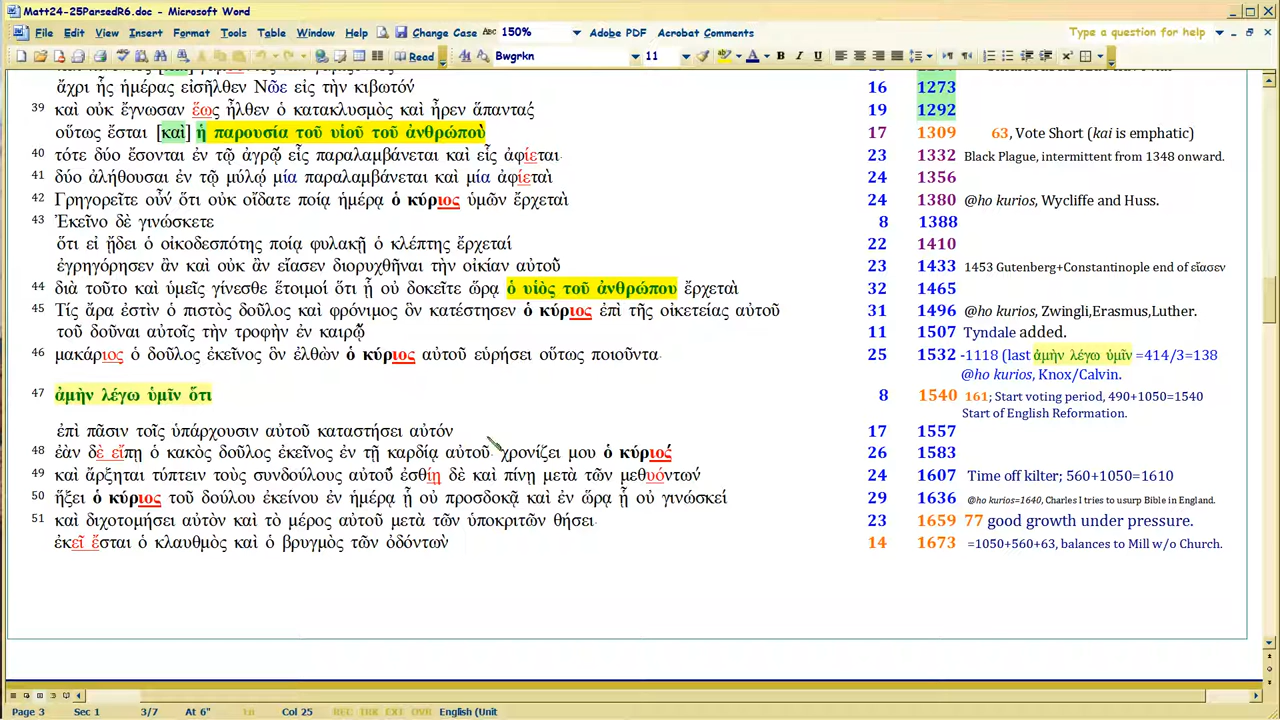 Matt24-25ParsedR6.doc - Microsoft Word
File Edit View Insert Format Tools Table Window Help Change Case 150% Adobe PDF Acrobat Comments Type a question for help
Read Bwgrkn 11
ἄχρι ἧς ἡμέρας εἰσῆλθεν Νῶε εἰς τὴν κιβωτόν 16 1273
39 καὶ οὐκ ἔγνωσαν ἕως ἦλθεν ὁ κατακλυσμὸς καὶ ἦρεν ἅπαντας 19 1292
οὕτως ἔσται [καὶ] ἡ παρουσία τοῦ υἱοῦ τοῦ ἀνθρώπου 17 1309 63, Vote Short (kai is emphatic)
40 τότε δύο ἔσονται ἐν τῷ ἀγρῷ εἷς παραλαμβάνεται καὶ εἷς ἀφίεται 23 1332 Black Plague, intermittent from 1348 onward.
41 δύο ἀλήθουσαι ἐν τῷ μύλῳ μία παραλαμβάνεται καὶ μία ἀφίεται 24 1356
42 Γρηγορεῖτε οὖν ὅτι οὐκ οἴδατε ποίᾳ ἡμέρᾳ ὁ κύριος ὑμῶν ἔρχεται 24 1380 @ho kurios, Wycliffe and Huss.
43 Ἐκεῖνο δὲ γινώσκετε 8 1388
ὅτι εἰ ᾔδει ὁ οἰκοδεσπότης ποίᾳ φυλακῇ ὁ κλέπτης ἔρχεται 22 1410
ἐγρηγόρησεν ἂν καὶ οὐκ ἂν εἴασεν διορυχθῆναι τὴν οἰκίαν αὐτοῦ 23 1433 1453 Gutenberg+Constantinople end of εἴασεν
44 διὰ τοῦτο καὶ ὑμεῖς γίνεσθε ἕτοιμοί ὅτι ᾗ οὐ δοκεῖτε ὥρᾳ ὁ υἱὸς τοῦ ἀνθρώπου ἔρχεται 32 1465
45 Τίς ἄρα ἐστὶν ὁ πιστὸς δοῦλος καὶ φρόνιμος ὃν κατέστησεν ὁ κύριος ἐπὶ τῆς οἰκετείας αὐτοῦ 31 1496 @ho kurios, Zwingli,Erasmus,Luther.
τοῦ δοῦναι αὐτοῖς τὴν τροφὴν ἐν καιρῷ 11 1507 Tyndale added.
46 μακάριος ὁ δοῦλος ἐκεῖνος ὃν ἐλθὼν ὁ κύριος αὐτοῦ εὑρήσει οὕτως ποιοῦντα 25 1532 -1118 (last ἀμὴν λέγω ὑμῖν =414/3=138
@ho kurios, Knox/Calvin.
47 ἀμὴν λέγω ὑμῖν ὅτι 8 1540 161; Start voting period, 490+1050=1540
Start of English Reformation.
ἐπὶ πᾶσιν τοῖς ὑπάρχουσιν αὐτοῦ καταστήσει αὐτόν 17 1557
48 ἐὰν δὲ εἴπῃ ὁ κακὸς δοῦλος ἐκεῖνος ἐν τῇ καρδίᾳ αὐτοῦ· χρονίζει μου ὁ κύριος 26 1583
49 καὶ ἄρξηται τύπτειν τοὺς συνδούλους αὐτοῦ ἐσθίῃ δὲ καὶ πίνῃ μετὰ τῶν μεθυόντων 24 1607 Time off kilter; 560+1050=1610
50 ἥξει ὁ κύριος τοῦ δούλου ἐκείνου ἐν ἡμέρᾳ ᾗ οὐ προσδοκᾷ καὶ ἐν ὥρᾳ ᾗ οὐ γινώσκει 29 1636 @ho kurios=1640, Charles I tries to usurp Bible in England.
51 καὶ διχοτομήσει αὐτὸν καὶ τὸ μέρος αὐτοῦ μετὰ τῶν ὑποκριτῶν θήσει· 23 1659 77 good growth under pressure.
ἐκεῖ ἔσται ὁ κλαυθμὸς καὶ ὁ βρυγμὸς τῶν ὀδόντων 14 1673 =1050+560+63, balances to Mill w/o Church.
Page 3 Sec 1 3/7 At 6" Ln Col 25 REC TRK EXT OVR English (Unit